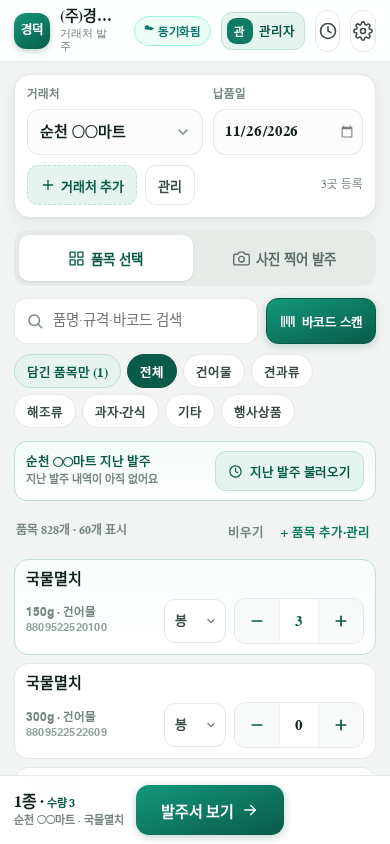 경덕
(주)경...
거래처 발
주
동기화됨
관
관리자
거래처
납품일
순천 ○○마트
11/26/2026
+ 거래처 추가
관리
3곳 등록
품목 선택
사진 찍어 발주
품명·규격·바코드 검색
바코드 스캔
담긴 품목만 (1)
전체
건어물
견과류
해조류
과자·간식
기타
행사상품
순천 ○○마트 지난 발주
지난 발주 내역이 아직 없어요
지난 발주 불러오기
품목 828개 · 60개 표시
비우기
+ 품목 추가·관리
국물멸치
150g · 건어물
8809522520100
봉
− 3 +
국물멸치
300g · 건어물
8809522522609
봉
− 0 +
1종 · 수량 3
순천 ○○마트 · 국물멸치
발주서 보기 →